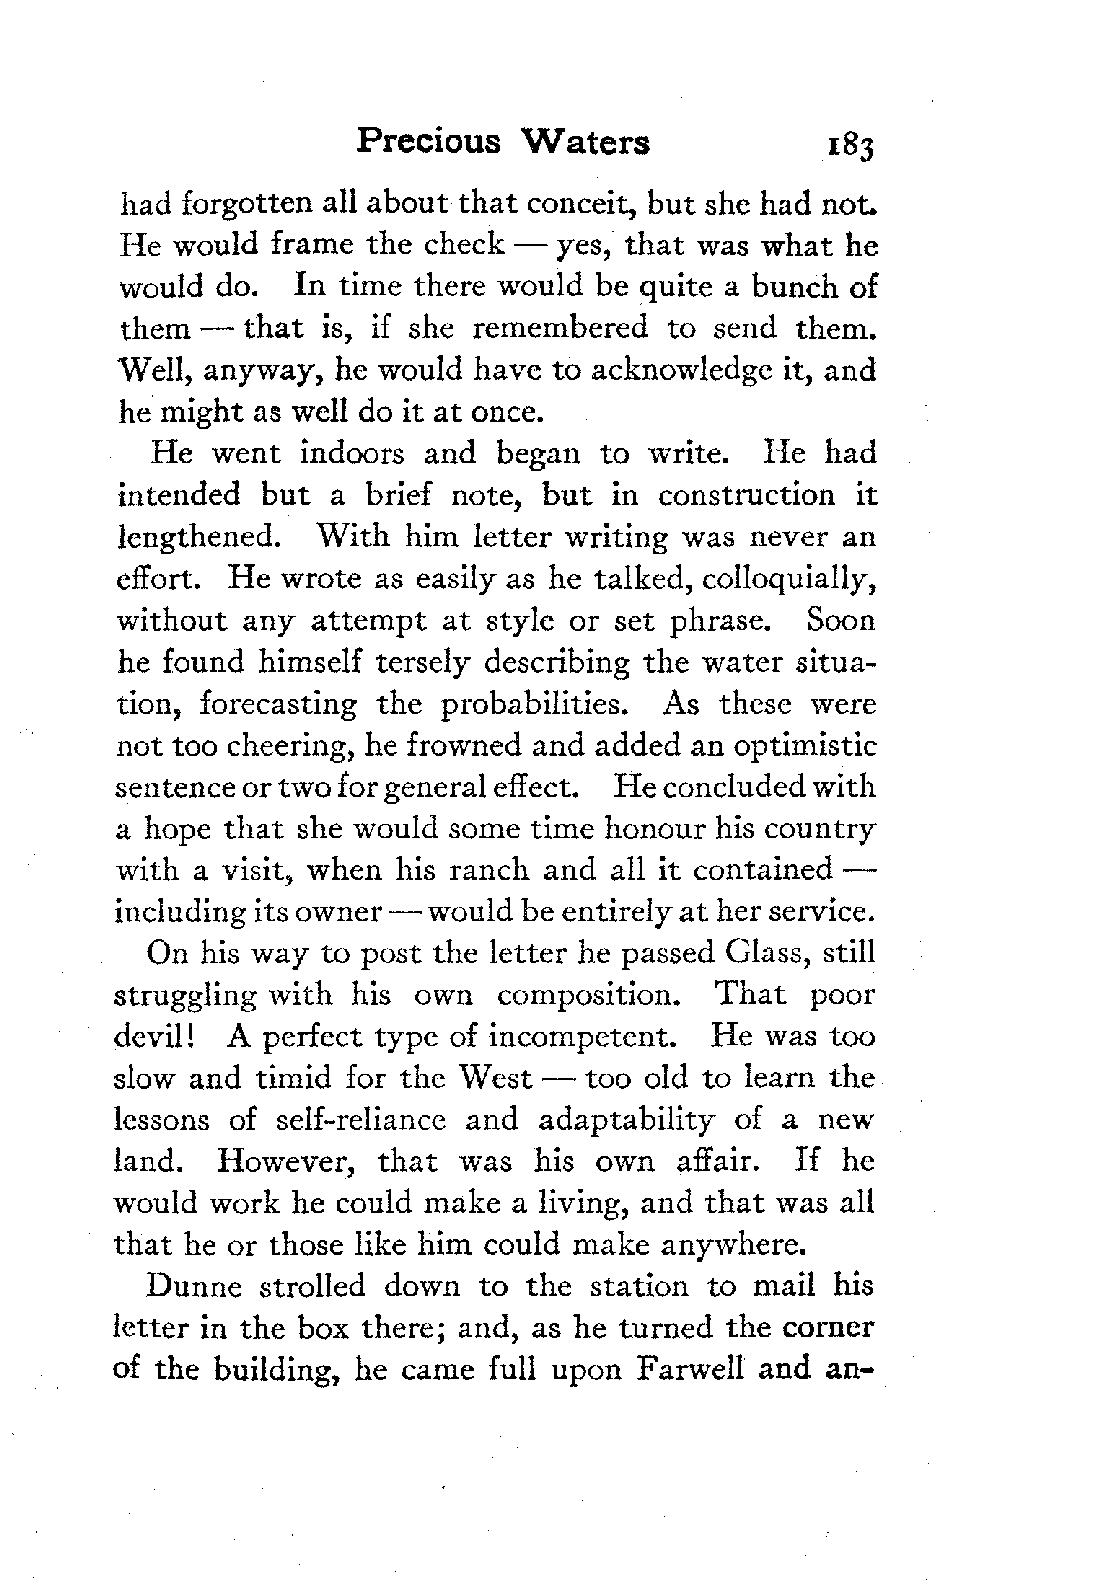 Precious Waters 183
had forgotten all about that conceit, but she had not.
He would frame the check — yes, that was what he
would do. In time there would be quite a bunch of
them — that is, if she remembered to send them.
Well, anyway, he would have to acknowledge it, and
he might as well do it at once.
He went indoors and began to write. He had
intended but a brief note, but in construction it
lengthened. With him letter writing was never an
effort. He wrote as easily as he talked, colloquially,
without any attempt at style or set phrase. Soon
he found himself tersely describing the water situa-
tion, forecasting the probabilities. As these were
not too cheering, he frowned and added an optimistic
sentence or two for general effect. He concluded with
a hope that she would some time honour his country
with a visit, when his ranch and all it contained —
including its owner — would be entirely at her service.
On his way to post the letter he passed Glass, still
struggling with his own composition. That poor
devil! A perfect type of incompetent. He was too
slow and timid for the West — too old to learn the
lessons of self-reliance and adaptability of a new
land. However, that was his own affair. If he
would work he could make a living, and that was all
that he or those like him could make anywhere.
Dunne strolled down to the station to mail his
letter in the box there; and, as he turned the corner
of the building, he came full upon Farwell and an-